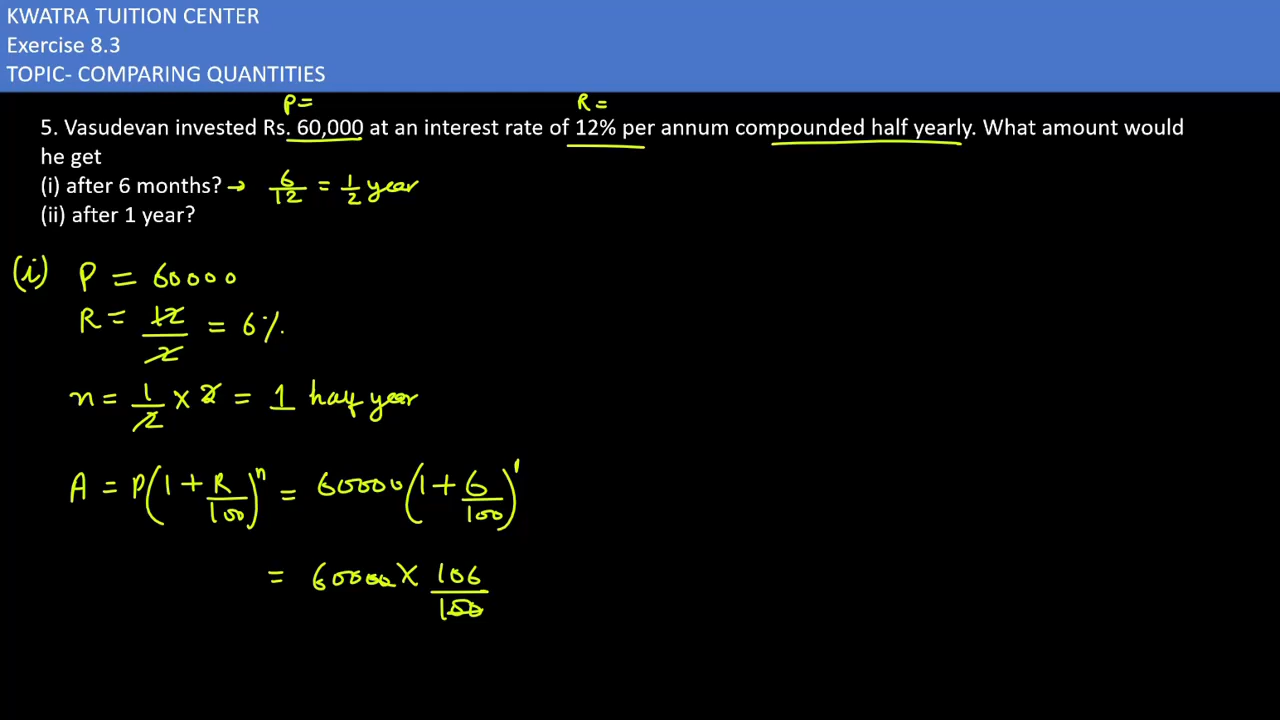 KWATRA TUITION CENTER
Exercise 8.3
TOPIC- COMPARING QUANTITIES
P= R=
5. Vasudevan invested Rs. 60,000 at an interest rate of 12% per annum compounded half yearly. What amount would
he get
(i) after 6 months? → 6/12 = 1/2 year
(ii) after 1 year?
(i) P = 60000
R = 12/2 = 6%
n = 1/2 × 2 = 1 half year
A = P(1 + R/100)^n = 60000(1 + 6/100)^1
= 60000 × 106/100